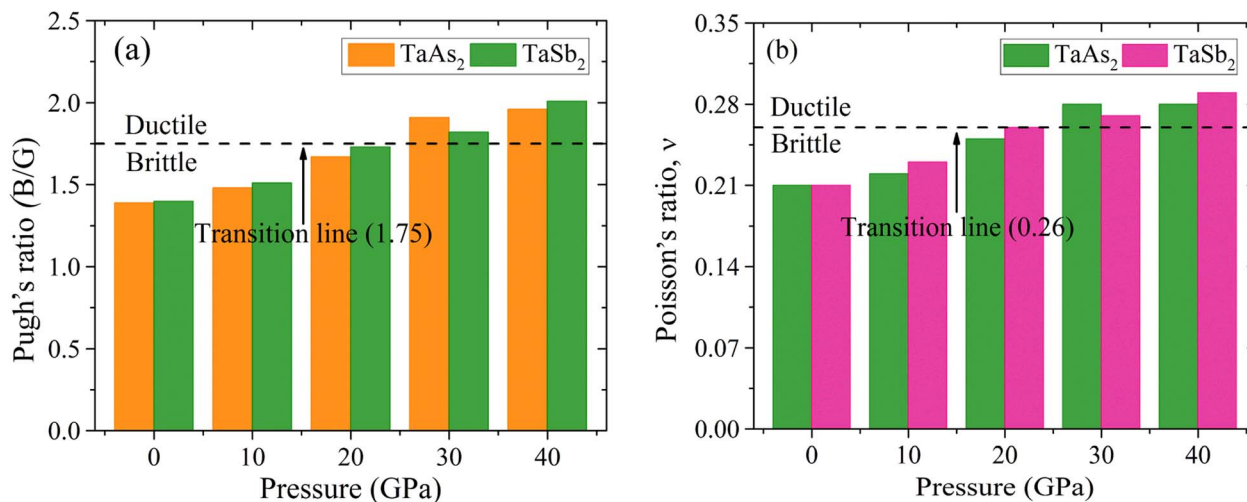 (a)
TaAs₂ TaSb₂
Ductile
Brittle
Transition line (1.75)
Pugh's ratio (B/G)
2.5
2.0
1.5
1.0
0.5
0.0
0 10 20 30 40
Pressure (GPa)
(b)
TaAs₂ TaSb₂
Ductile
Brittle
Transition line (0.26)
Poisson's ratio, ν
0.35
0.28
0.21
0.14
0.07
0.00
0 10 20 30 40
Pressure (GPa)